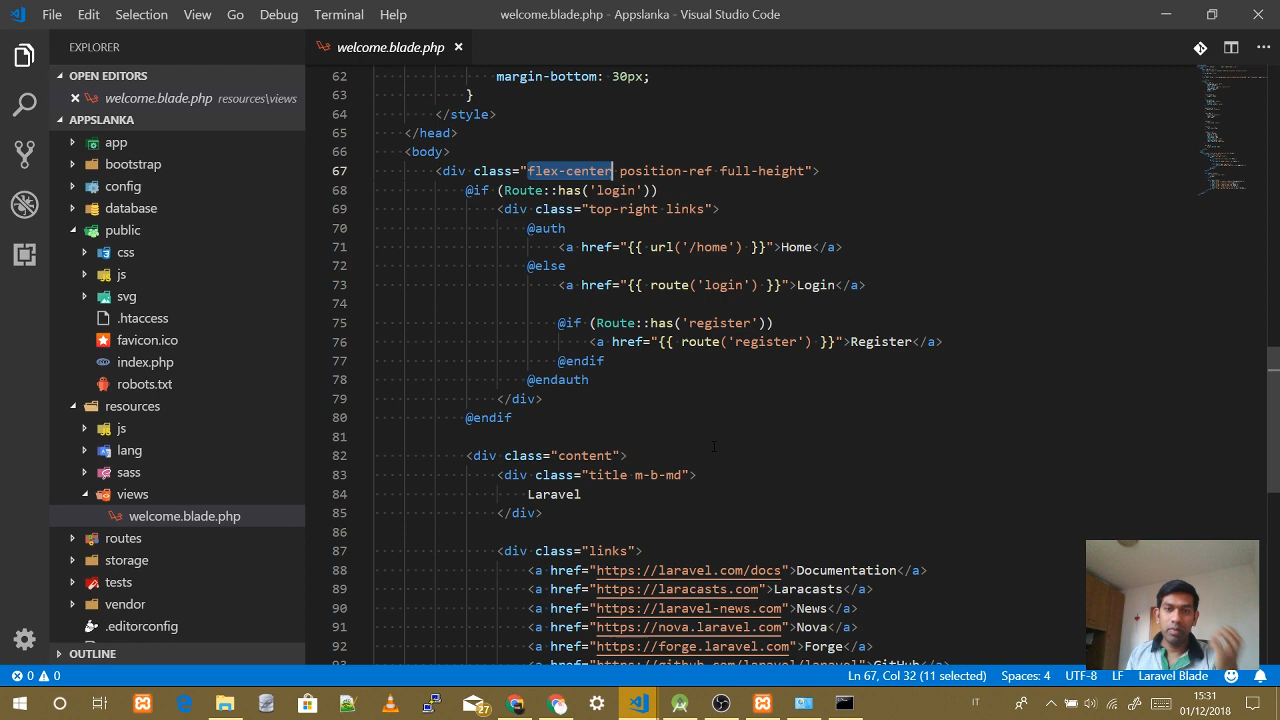 File Edit Selection View Go Debug Terminal Help welcome.blade.php - Appslanka - Visual Studio Code
EXPLORER
OPEN EDITORS
welcome.blade.php resources\views
APPSLANKA
app
bootstrap
config
database
public
css
js
svg
.htaccess
favicon.ico
index.php
robots.txt
resources
js
lang
sass
views
welcome.blade.php
routes
storage
tests
vendor
.editorconfig
OUTLINE
welcome.blade.php
62 margin-bottom: 30px;
63 }
64 </style>
65 </head>
66 <body>
67 <div class="flex-center position-ref full-height">
68 @if (Route::has('login'))
69 <div class="top-right links">
70 @auth
71 <a href="{{ url('/home') }}">Home</a>
72 @else
73 <a href="{{ route('login') }}">Login</a>
74
75 @if (Route::has('register'))
76 <a href="{{ route('register') }}">Register</a>
77 @endif
78 @endauth
79 </div>
80 @endif
81
82 <div class="content">
83 <div class="title m-b-md">
84 Laravel
85 </div>
86
87 <div class="links">
88 <a href="https://laravel.com/docs">Documentation</a>
89 <a href="https://laracasts.com">Laracasts</a>
90 <a href="https://laravel-news.com">News</a>
91 <a href="https://nova.laravel.com">Nova</a>
92 <a href="https://forge.laravel.com">Forge</a>
93 <a href="https://github.com/laravel/laravel">GitHub</a>
0 0 Ln 67, Col 32 (11 selected) Spaces: 4 UTF-8 LF Laravel Blade
27 IT 15:31
01/12/2018